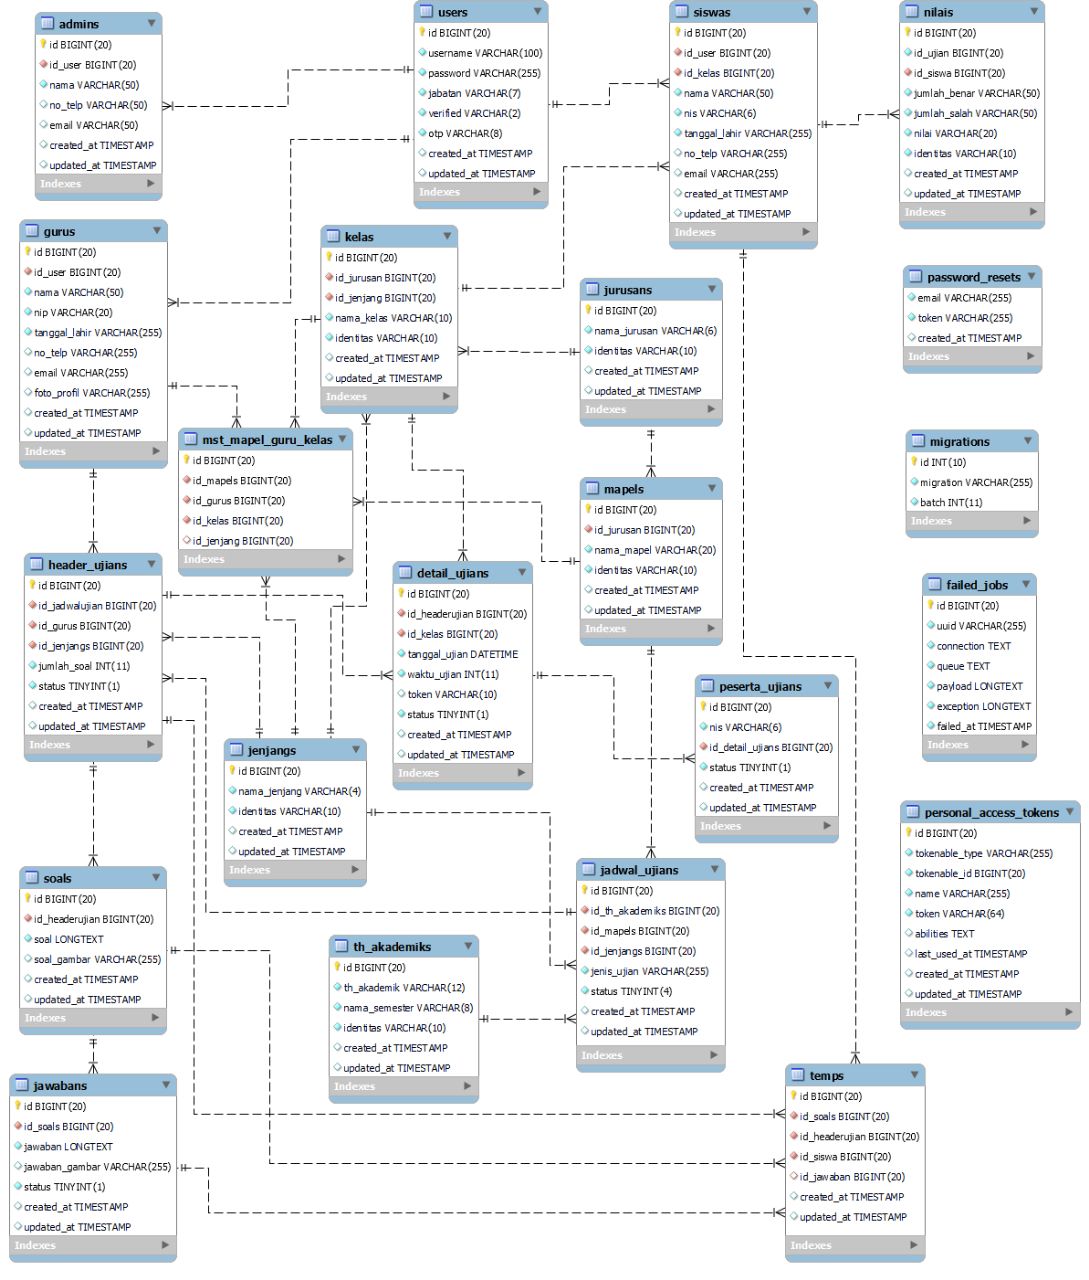 admins
id BIGINT(20)
id_user BIGINT(20)
nama VARCHAR(50)
no_telp VARCHAR(50)
email VARCHAR(50)
created_at TIMESTAMP
updated_at TIMESTAMP
Indexes
users
id BIGINT(20)
username VARCHAR(100)
password VARCHAR(255)
jabatan VARCHAR(7)
verified VARCHAR(2)
otp VARCHAR(8)
created_at TIMESTAMP
updated_at TIMESTAMP
Indexes
siswas
id BIGINT(20)
id_user BIGINT(20)
id_kelas BIGINT(20)
nama VARCHAR(50)
nis VARCHAR(6)
tanggal_lahir VARCHAR(255)
no_telp VARCHAR(255)
email VARCHAR(255)
created_at TIMESTAMP
updated_at TIMESTAMP
Indexes
nilais
id BIGINT(20)
id_ujian BIGINT(20)
id_siswa BIGINT(20)
jumlah_benar VARCHAR(50)
jumlah_salah VARCHAR(50)
nilai VARCHAR(20)
identitas VARCHAR(10)
created_at TIMESTAMP
updated_at TIMESTAMP
Indexes
gurus
id BIGINT(20)
id_user BIGINT(20)
nama VARCHAR(50)
nip VARCHAR(20)
tanggal_lahir VARCHAR(255)
no_telp VARCHAR(255)
email VARCHAR(255)
foto_profil VARCHAR(255)
created_at TIMESTAMP
updated_at TIMESTAMP
Indexes
kelas
id BIGINT(20)
id_jurusan BIGINT(20)
id_jenjang BIGINT(20)
nama_kelas VARCHAR(10)
identitas VARCHAR(10)
created_at TIMESTAMP
updated_at TIMESTAMP
Indexes
jurusans
id BIGINT(20)
nama_jurusan VARCHAR(6)
identitas VARCHAR(10)
created_at TIMESTAMP
updated_at TIMESTAMP
Indexes
password_resets
email VARCHAR(255)
token VARCHAR(255)
created_at TIMESTAMP
Indexes
mst_mapel_guru_kelas
id BIGINT(20)
id_mapels BIGINT(20)
id_gurus BIGINT(20)
id_kelas BIGINT(20)
id_jenjang BIGINT(20)
Indexes
mapels
id BIGINT(20)
id_jurusan BIGINT(20)
nama_mapel VARCHAR(20)
identitas VARCHAR(10)
created_at TIMESTAMP
updated_at TIMESTAMP
Indexes
migrations
id INT(10)
migration VARCHAR(255)
batch INT(11)
Indexes
header_ujians
id BIGINT(20)
id_jadwalujian BIGINT(20)
id_gurus BIGINT(20)
id_jenjangs BIGINT(20)
jumlah_soal INT(11)
status TINYINT(1)
created_at TIMESTAMP
updated_at TIMESTAMP
Indexes
detail_ujians
id BIGINT(20)
id_headerujian BIGINT(20)
id_kelas BIGINT(20)
tanggal_ujian DATETIME
waktu_ujian INT(11)
token VARCHAR(10)
status TINYINT(1)
created_at TIMESTAMP
updated_at TIMESTAMP
Indexes
failed_jobs
id BIGINT(20)
uuid VARCHAR(255)
connection TEXT
queue TEXT
payload LONGTEXT
exception LONGTEXT
failed_at TIMESTAMP
Indexes
peserta_ujians
id BIGINT(20)
nis VARCHAR(6)
id_detail_ujians BIGINT(20)
status TINYINT(1)
created_at TIMESTAMP
updated_at TIMESTAMP
Indexes
jenjangs
id BIGINT(20)
nama_jenjang VARCHAR(4)
identitas VARCHAR(10)
created_at TIMESTAMP
updated_at TIMESTAMP
Indexes
personal_access_tokens
id BIGINT(20)
tokenable_type VARCHAR(255)
tokenable_id BIGINT(20)
name VARCHAR(255)
token VARCHAR(64)
abilities TEXT
last_used_at TIMESTAMP
created_at TIMESTAMP
updated_at TIMESTAMP
Indexes
soals
id BIGINT(20)
id_headerujian BIGINT(20)
soal LONGTEXT
soal_gambar VARCHAR(255)
created_at TIMESTAMP
updated_at TIMESTAMP
Indexes
jadwal_ujians
id BIGINT(20)
id_th_akademiks BIGINT(20)
id_mapels BIGINT(20)
id_jenjangs BIGINT(20)
jenis_ujian VARCHAR(255)
status TINYINT(4)
created_at TIMESTAMP
updated_at TIMESTAMP
Indexes
th_akademiks
id BIGINT(20)
th_akademik VARCHAR(12)
nama_semester VARCHAR(8)
identitas VARCHAR(10)
created_at TIMESTAMP
updated_at TIMESTAMP
Indexes
jawabans
id BIGINT(20)
id_soals BIGINT(20)
jawaban LONGTEXT
jawaban_gambar VARCHAR(255)
status TINYINT(1)
created_at TIMESTAMP
updated_at TIMESTAMP
Indexes
temps
id BIGINT(20)
id_soals BIGINT(20)
id_headerujian BIGINT(20)
id_siswa BIGINT(20)
id_jawaban BIGINT(20)
created_at TIMESTAMP
updated_at TIMESTAMP
Indexes